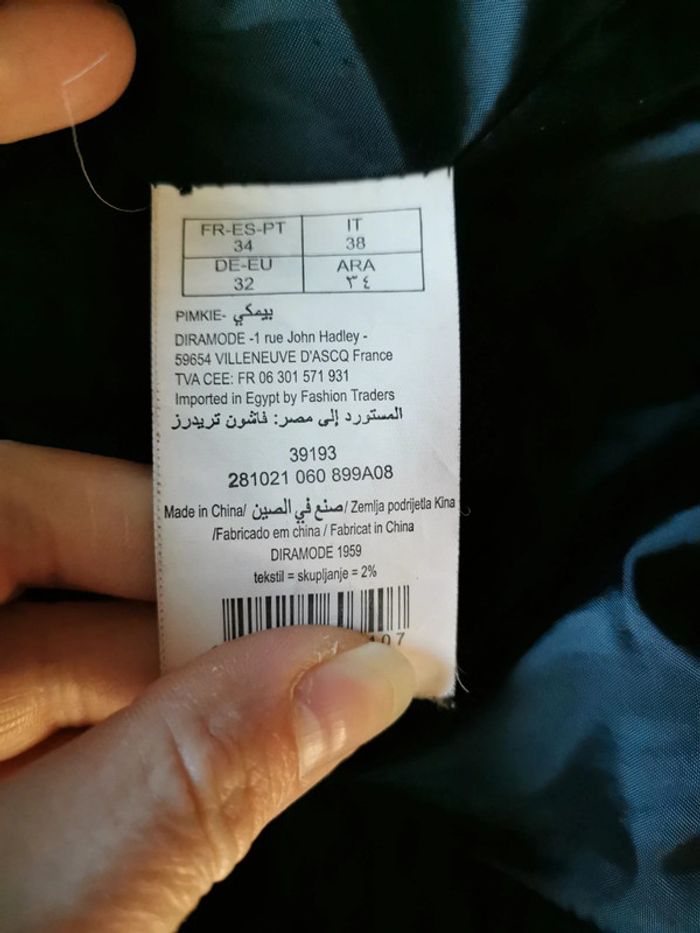 FR-ES-PT IT
34 38
DE-EU ARA
32 ٣٤
PIMKIE- بيمكي
DIRAMODE -1 rue John Hadley -
59654 VILLENEUVE D'ASCQ France
TVA CEE: FR 06 301 571 931
Imported in Egypt by Fashion Traders
المستورد إلى مصر: فاشون تريدرز
39193
281021 060 899A08
Made in China/ صنع في الصين / Zemlja podrijetla Kina
/Fabricado em china / Fabricat in China
DIRAMODE 1959
tekstil = skupljanje = 2%